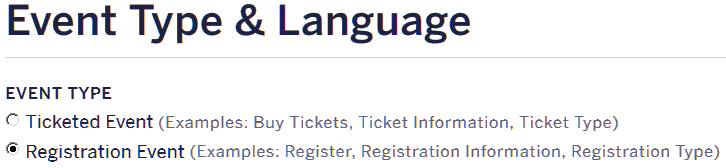 Event Type & Language
EVENT TYPE
Ticketed Event (Examples: Buy Tickets, Ticket Information, Ticket Type)
Registration Event (Examples: Register, Registration Information, Registration Type)